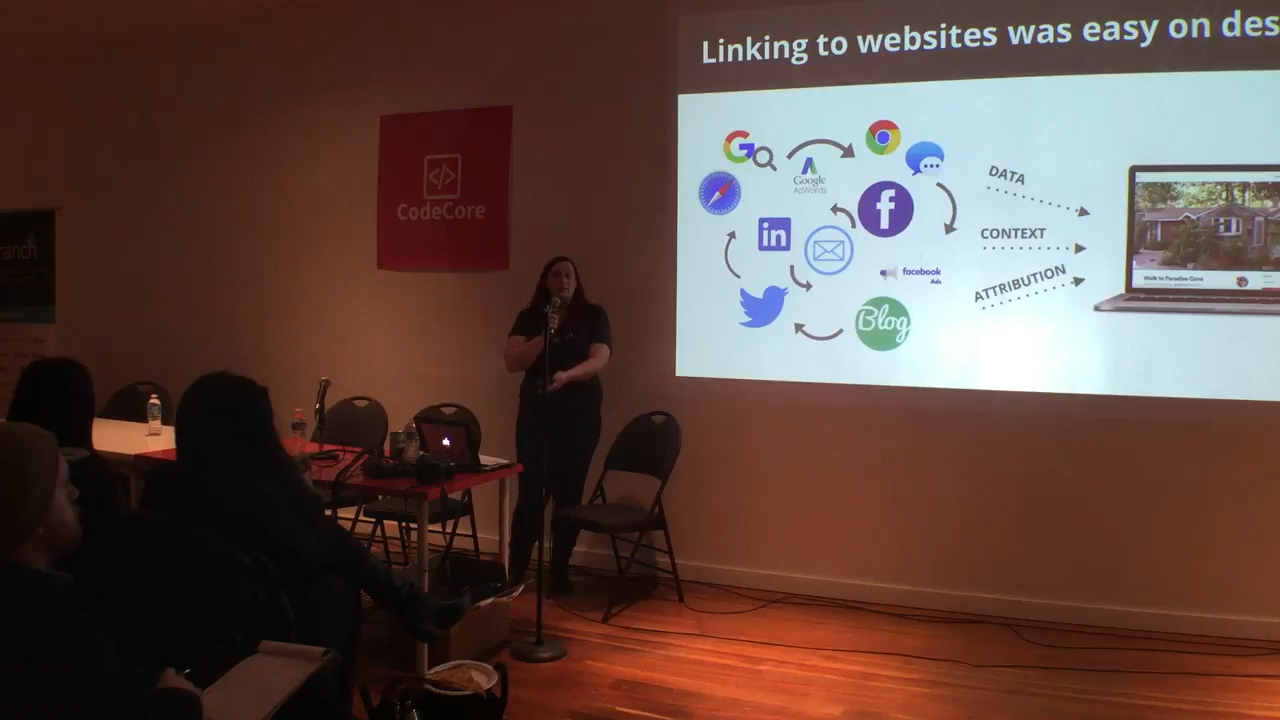 Linking to websites was easy on des
Google
AdWords
DATA
CONTEXT
ATTRIBUTION
in
f
facebook
Ads
Blog
Walk to Paradise Cove
</>
CodeCore
ranch